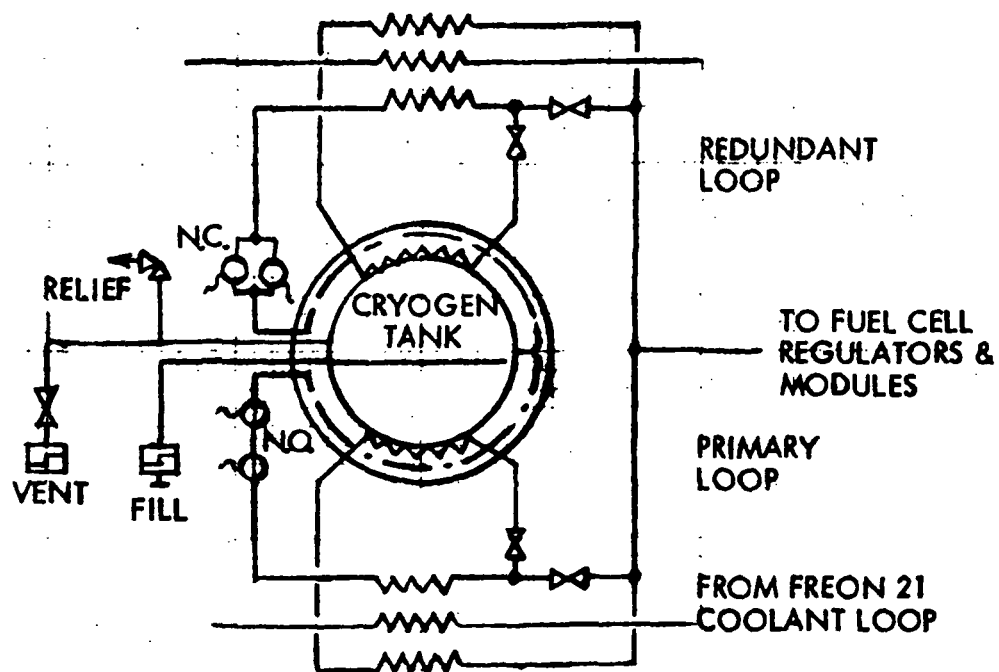 REDUNDANT
LOOP
N.C.
RELIEF
CRYOGEN
TANK
TO FUEL CELL
REGULATORS &
MODULES
N.O.
PRIMARY
LOOP
VENT
FILL
FROM FREON 21
COOLANT LOOP